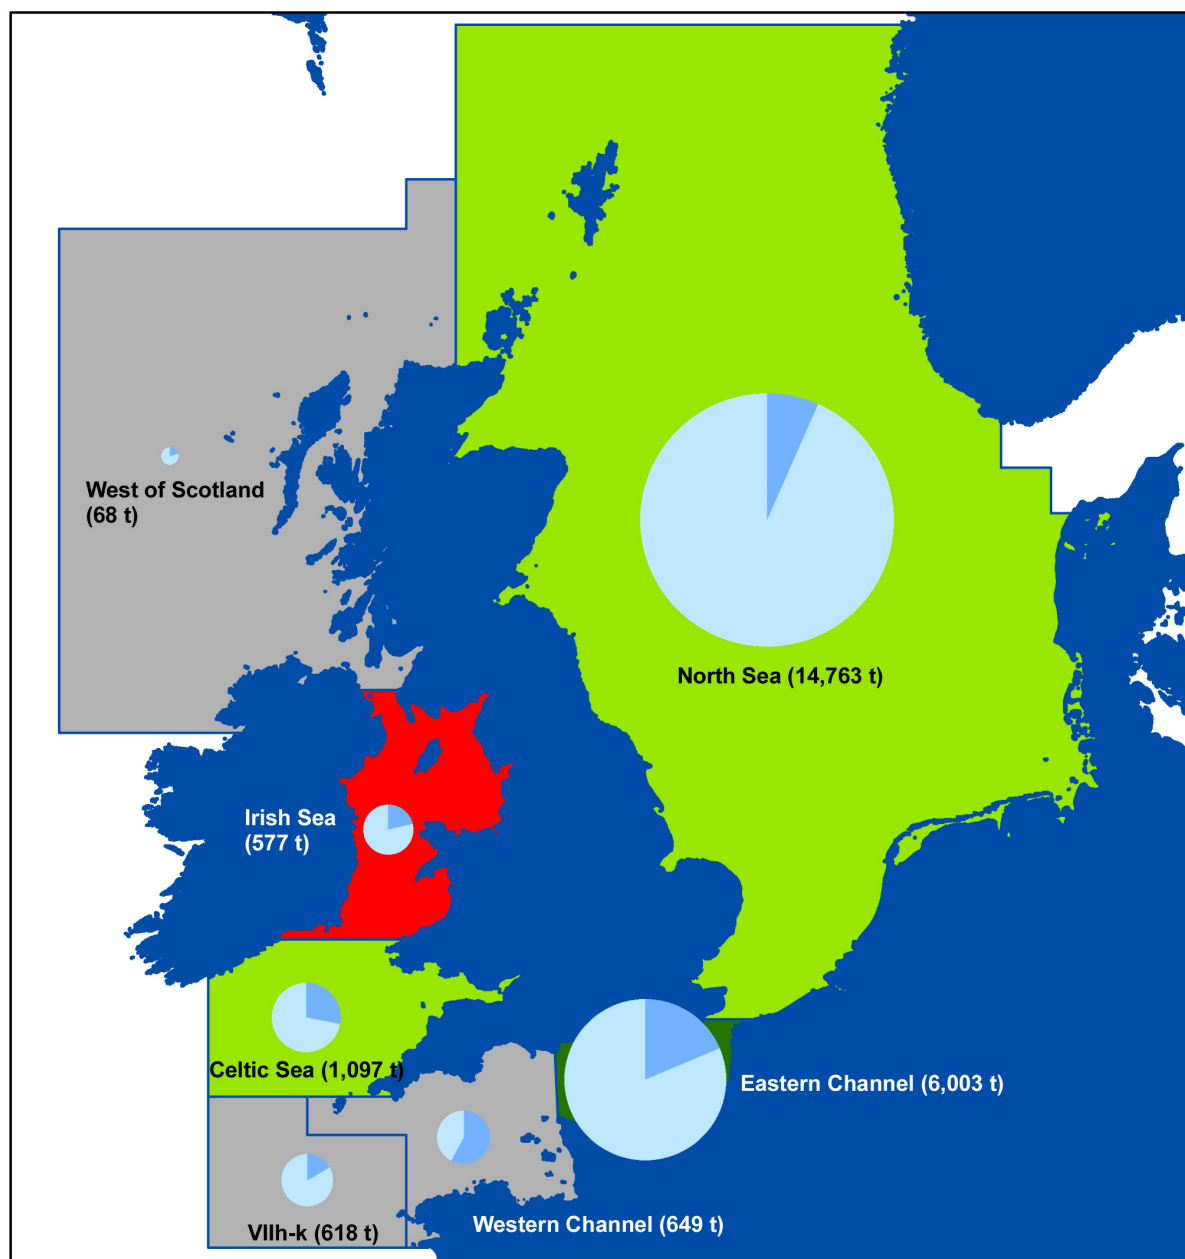 West of Scotland
(68 t)
North Sea (14,763 t)
Irish Sea
(577 t)
Celtic Sea (1,097 t)
Eastern Channel (6,003 t)
Western Channel (649 t)
VIIh-k (618 t)